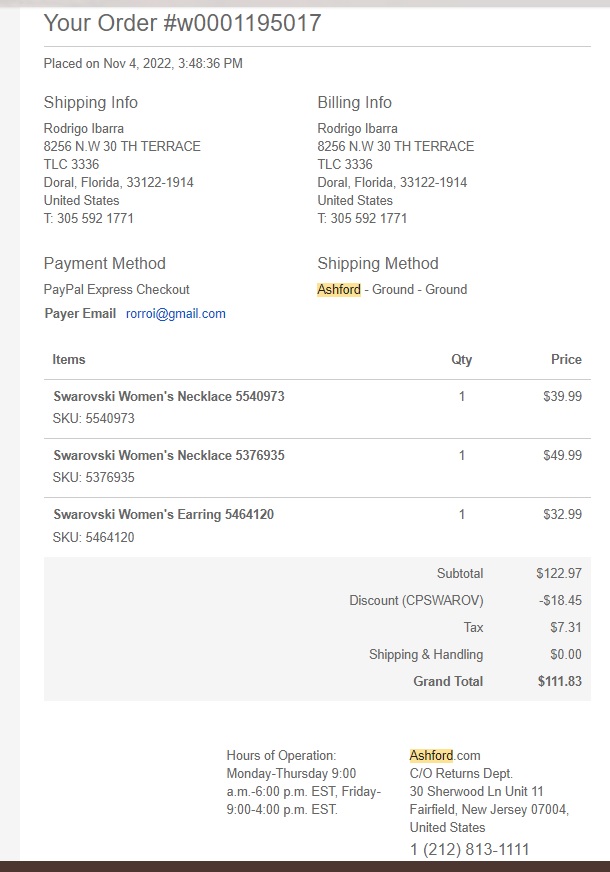 Your Order #w0001195017
Placed on Nov 4, 2022, 3:48:36 PM
Shipping Info
Rodrigo Ibarra
8256 N.W 30 TH TERRACE
TLC 3336
Doral, Florida, 33122-1914
United States
T: 305 592 1771
Billing Info
Rodrigo Ibarra
8256 N.W 30 TH TERRACE
TLC 3336
Doral, Florida, 33122-1914
United States
T: 305 592 1771
Payment Method
PayPal Express Checkout
Payer Email rorroi@gmail.com
Shipping Method
Ashford - Ground - Ground
Items Qty Price
Swarovski Women's Necklace 5540973 1 $39.99
SKU: 5540973
Swarovski Women's Necklace 5376935 1 $49.99
SKU: 5376935
Swarovski Women's Earring 5464120 1 $32.99
SKU: 5464120
Subtotal $122.97
Discount (CPSWAROV) -$18.45
Tax $7.31
Shipping & Handling $0.00
Grand Total $111.83
Hours of Operation:
Monday-Thursday 9:00
a.m.-6:00 p.m. EST, Friday-
9:00-4:00 p.m. EST.
Ashford.com
C/O Returns Dept.
30 Sherwood Ln Unit 11
Fairfield, New Jersey 07004,
United States
1 (212) 813-1111